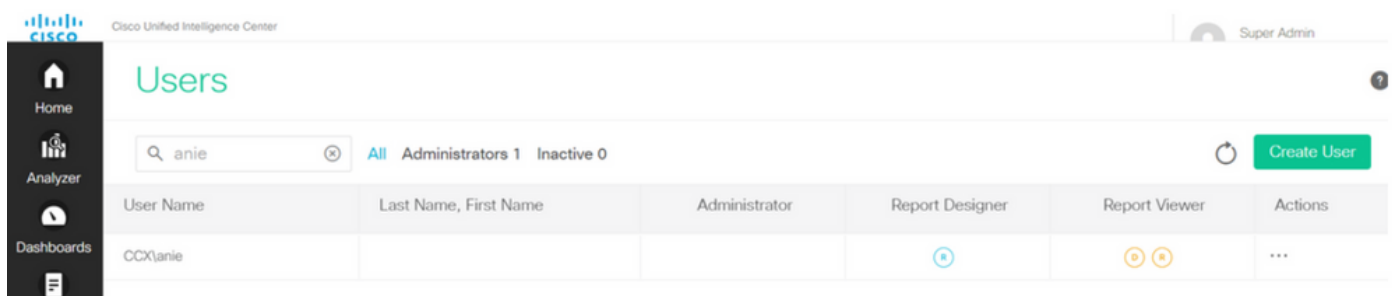 CISCO
Cisco Unified Intelligence Center
Super Admin
Home
Users
?
anie
All Administrators 1 Inactive 0
Create User
Analyzer
User Name Last Name, First Name Administrator Report Designer Report Viewer Actions
Dashboards
CCX\anie R D R ...